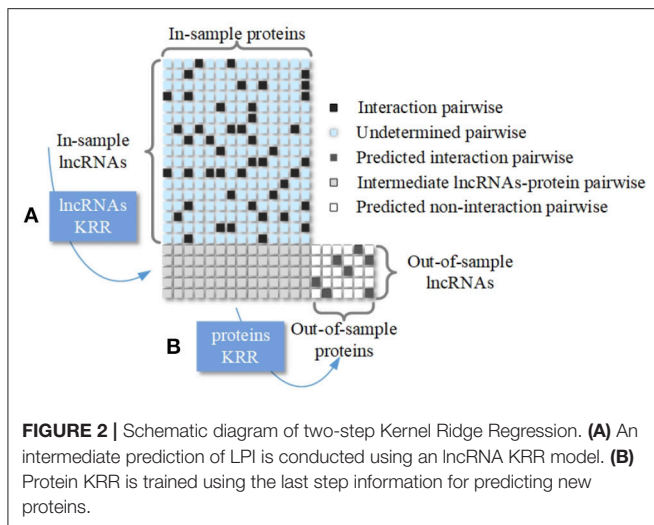 In-sample proteins
In-sample
lncRNAs
Interaction pairwise
Undetermined pairwise
Predicted interaction pairwise
Intermediate lncRNAs-protein pairwise
Predicted non-interaction pairwise
A
lncRNAs
KRR
Out-of-sample
lncRNAs
B
proteins
KRR
Out-of-sample
proteins
FIGURE 2 | Schematic diagram of two-step Kernel Ridge Regression. (A) An
intermediate prediction of LPI is conducted using an lncRNA KRR model. (B)
Protein KRR is trained using the last step information for predicting new
proteins.